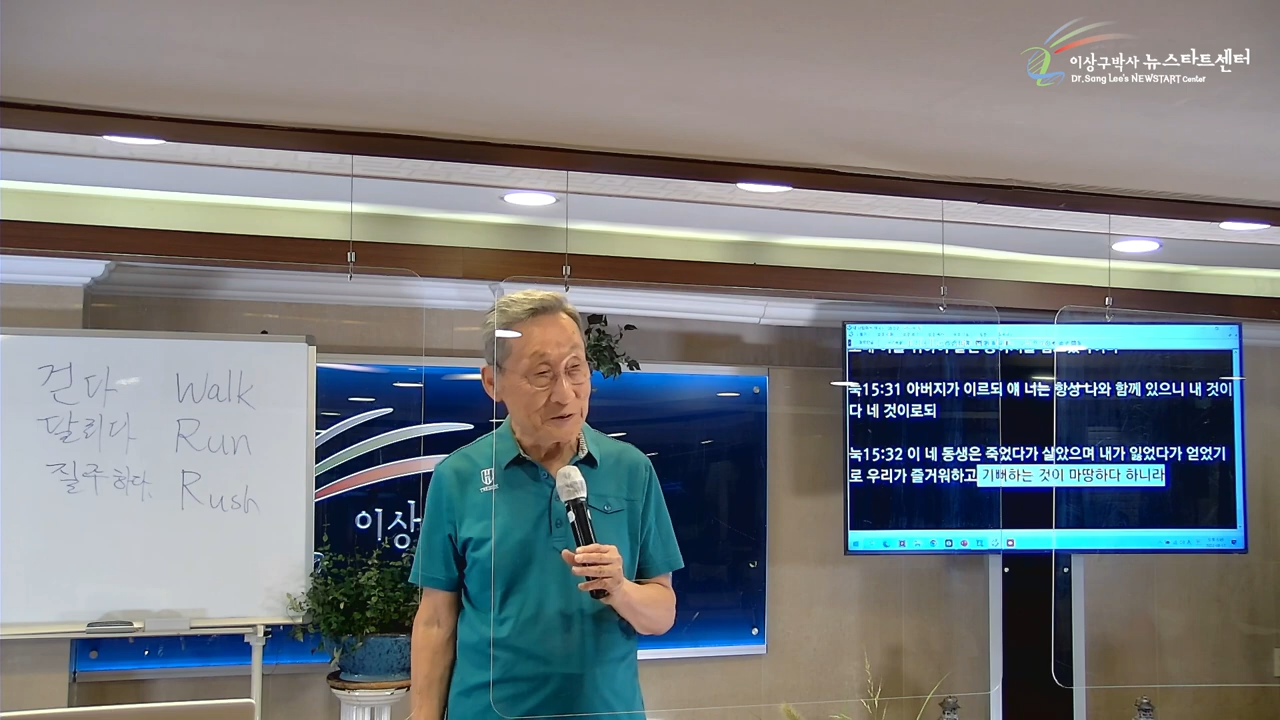 이상구박사 뉴스타트센터
Dr. Sang Lee's NEWSTART Center
걷다 Walk
달리다 Run
질주하다. Rush
이상
눅15:31 아버지가 이르되 얘 너는 항상 나와 함께 있으니 내 것이
다 네 것이로되
눅15:32 이 네 동생은 죽었다가 살았으며 내가 잃었다가 얻었기
로 우리가 즐거워하고 기뻐하는 것이 마땅하다 하니라